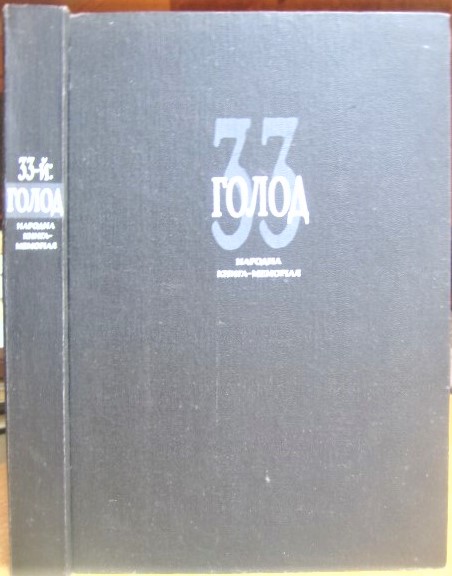 33-й:
ГОЛОД
НАРОДНА
КНИГА-
МЕМОРІАЛ
33
ГОЛОД
НАРОДНА
КНИГА-МЕМОРІАЛ